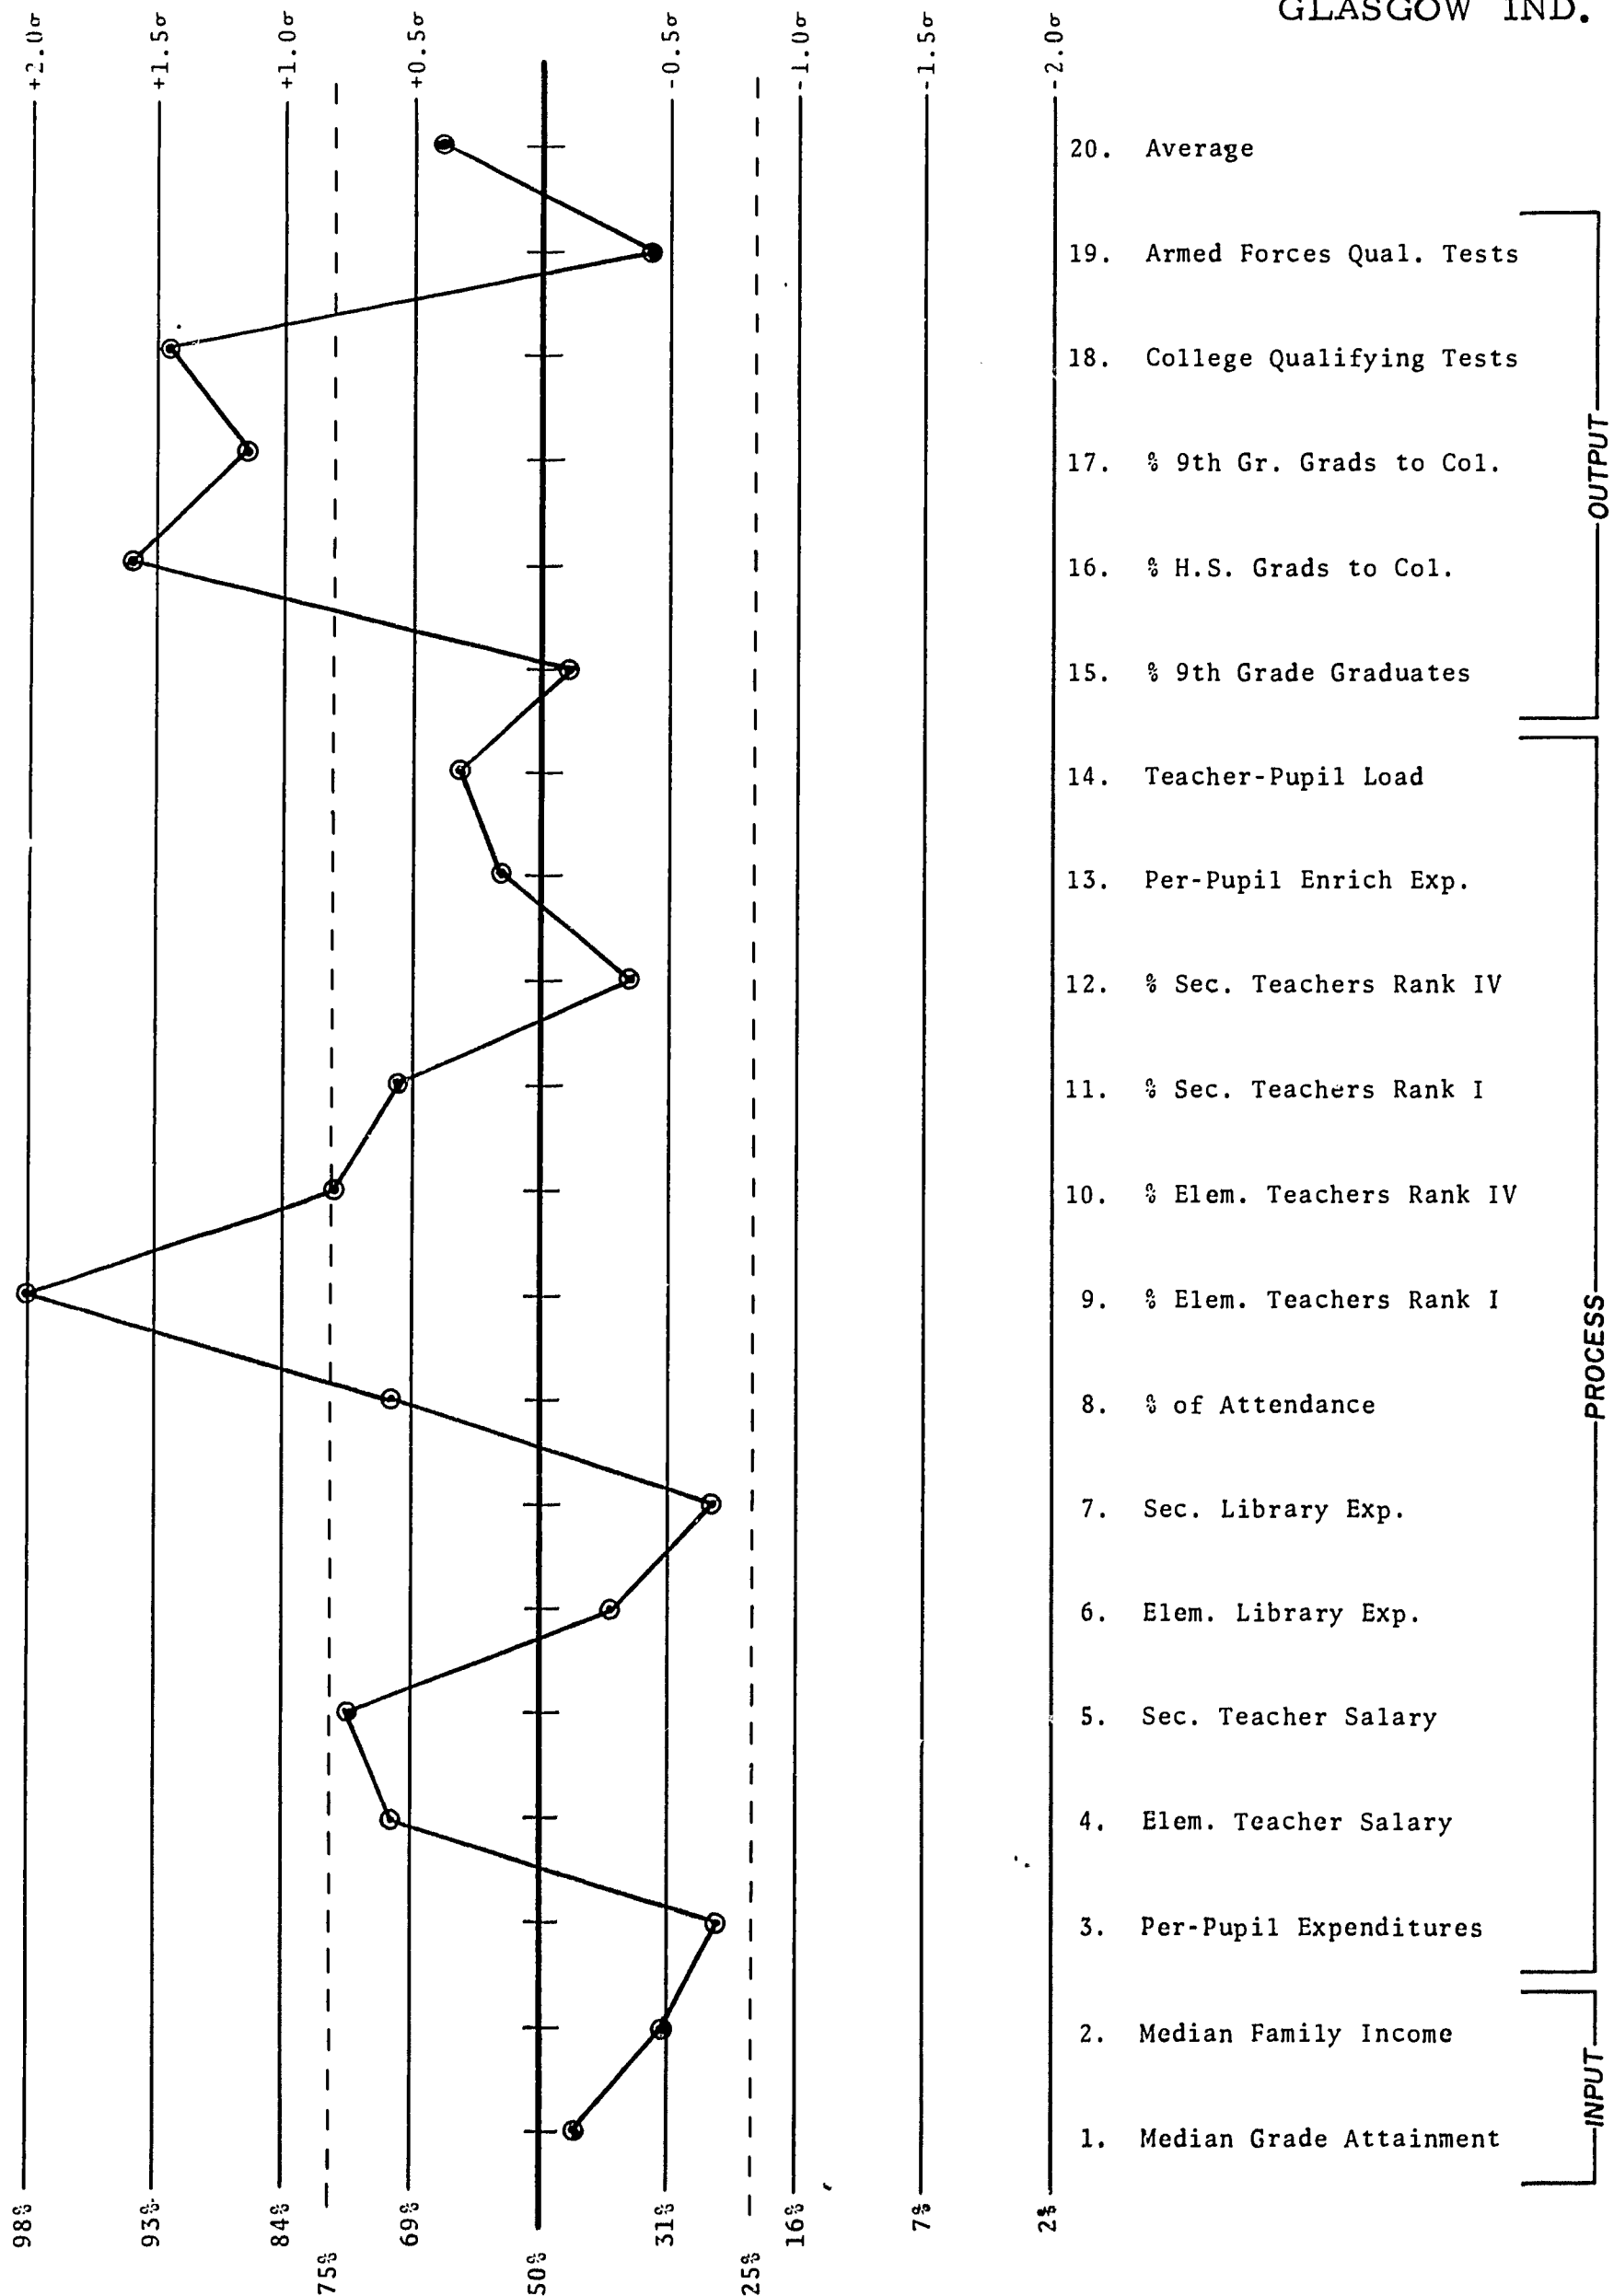 GLASGOW IND.
+2.0σ
+1.5σ
+1.0σ
+0.5σ
-0.5σ
-1.0σ
-1.5σ
-2.0σ
20. Average
19. Armed Forces Qual. Tests
18. College Qualifying Tests
17. % 9th Gr. Grads to Col.
16. % H.S. Grads to Col.
15. % 9th Grade Graduates
OUTPUT
14. Teacher-Pupil Load
13. Per-Pupil Enrich Exp.
12. % Sec. Teachers Rank IV
11. % Sec. Teachers Rank I
10. % Elem. Teachers Rank IV
9. % Elem. Teachers Rank I
8. % of Attendance
7. Sec. Library Exp.
6. Elem. Library Exp.
5. Sec. Teacher Salary
4. Elem. Teacher Salary
3. Per-Pupil Expenditures
PROCESS
2. Median Family Income
1. Median Grade Attainment
INPUT
98%
93%
84%
75%
69%
50%
31%
25%
16%
7%
2%